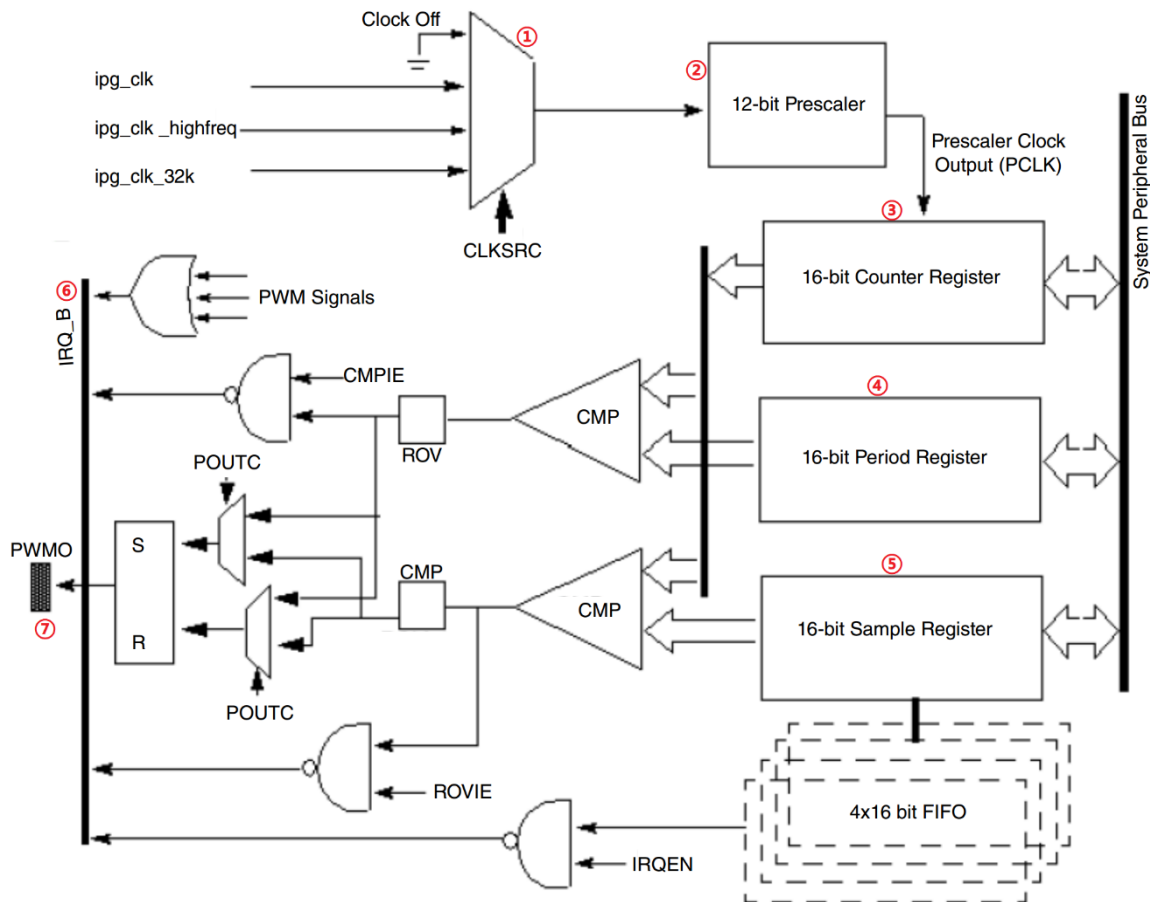 Clock Off
①
ipg_clk
ipg_clk _highfreq
ipg_clk_32k
CLKSRC
②
12-bit Prescaler
Prescaler Clock
Output (PCLK)
System Peripheral Bus
③
16-bit Counter Register
⑥
IRQ_B
PWM Signals
CMPIE
ROV
CMP
④
16-bit Period Register
POUTC
PWMO
⑦
S
R
POUTC
CMP
CMP
⑤
16-bit Sample Register
ROVIE
4x16 bit FIFO
IRQEN